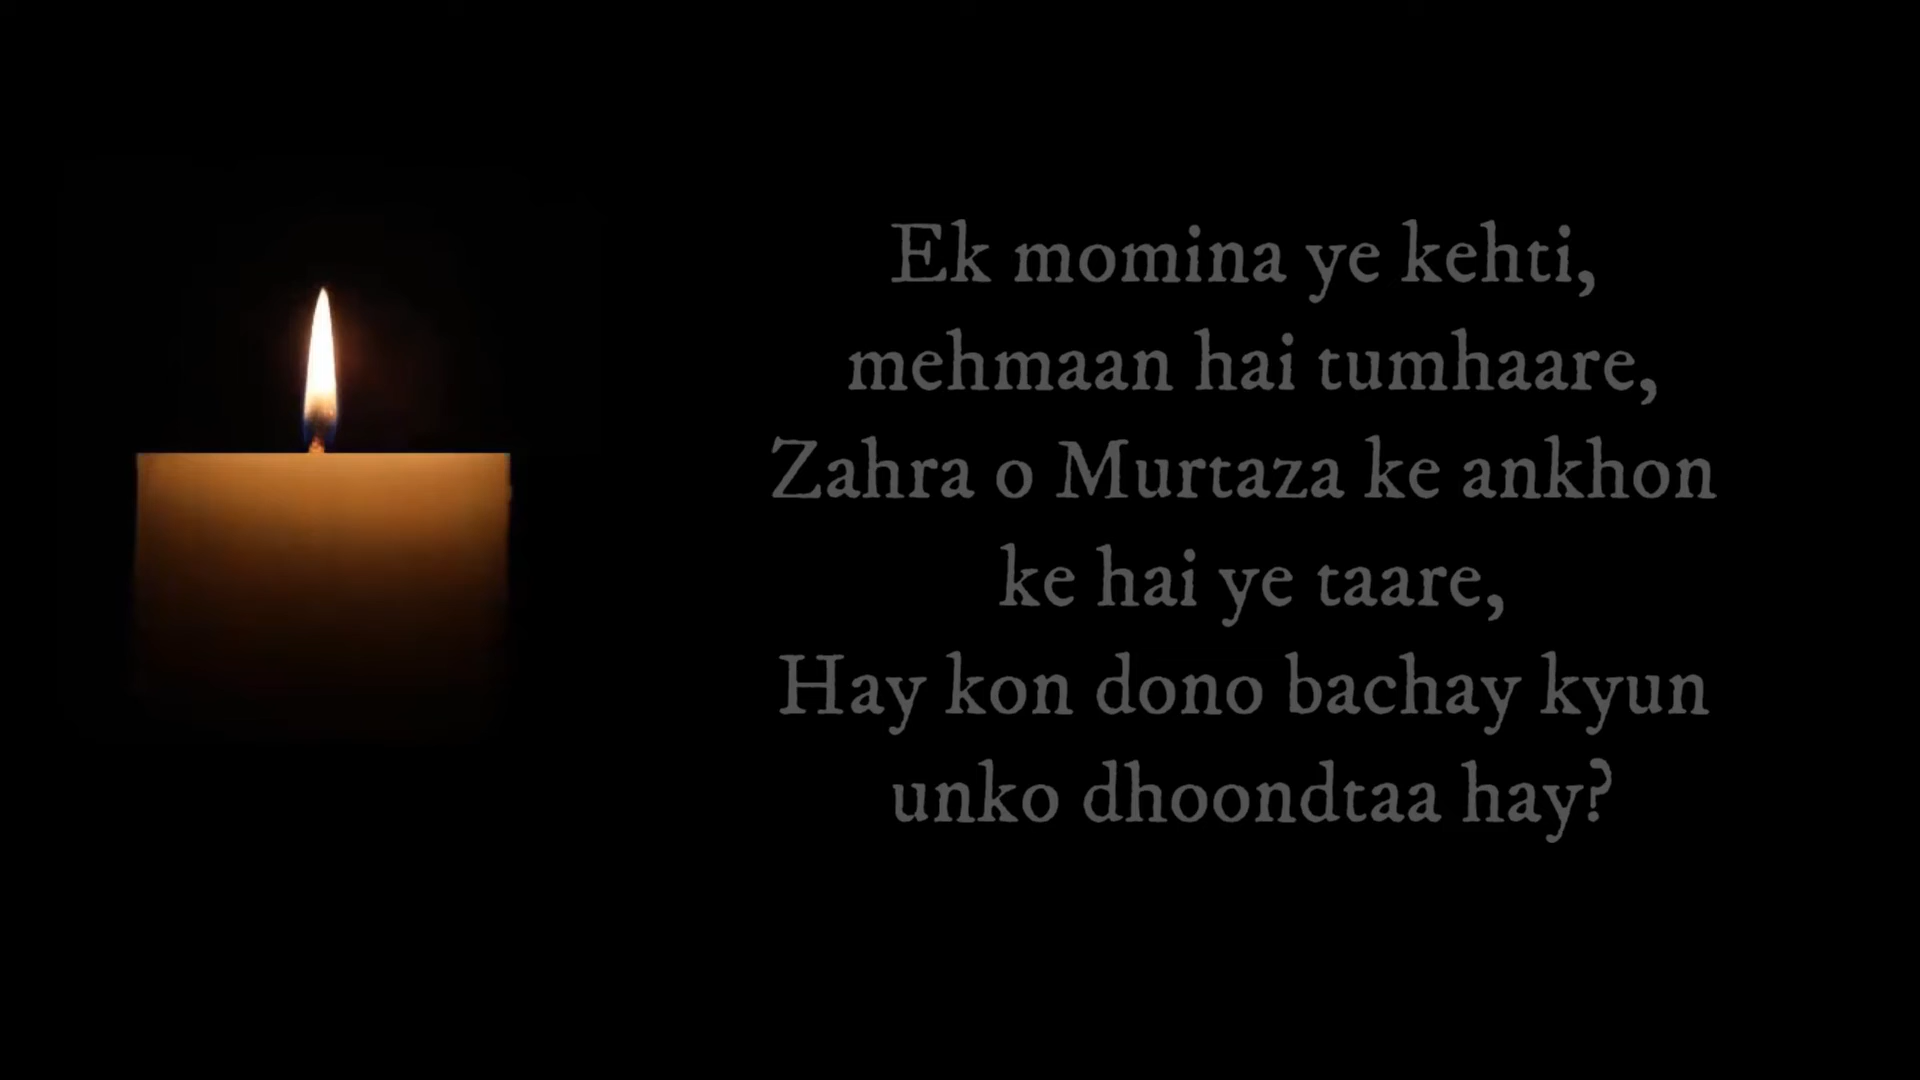 Ek momina ye kehti,
mehmaan hai tumhaare,
Zahra o Murtaza ke ankhon
ke hai ye taare,
Hay kon dono bachay kyun
unko dhoondtaa hay?